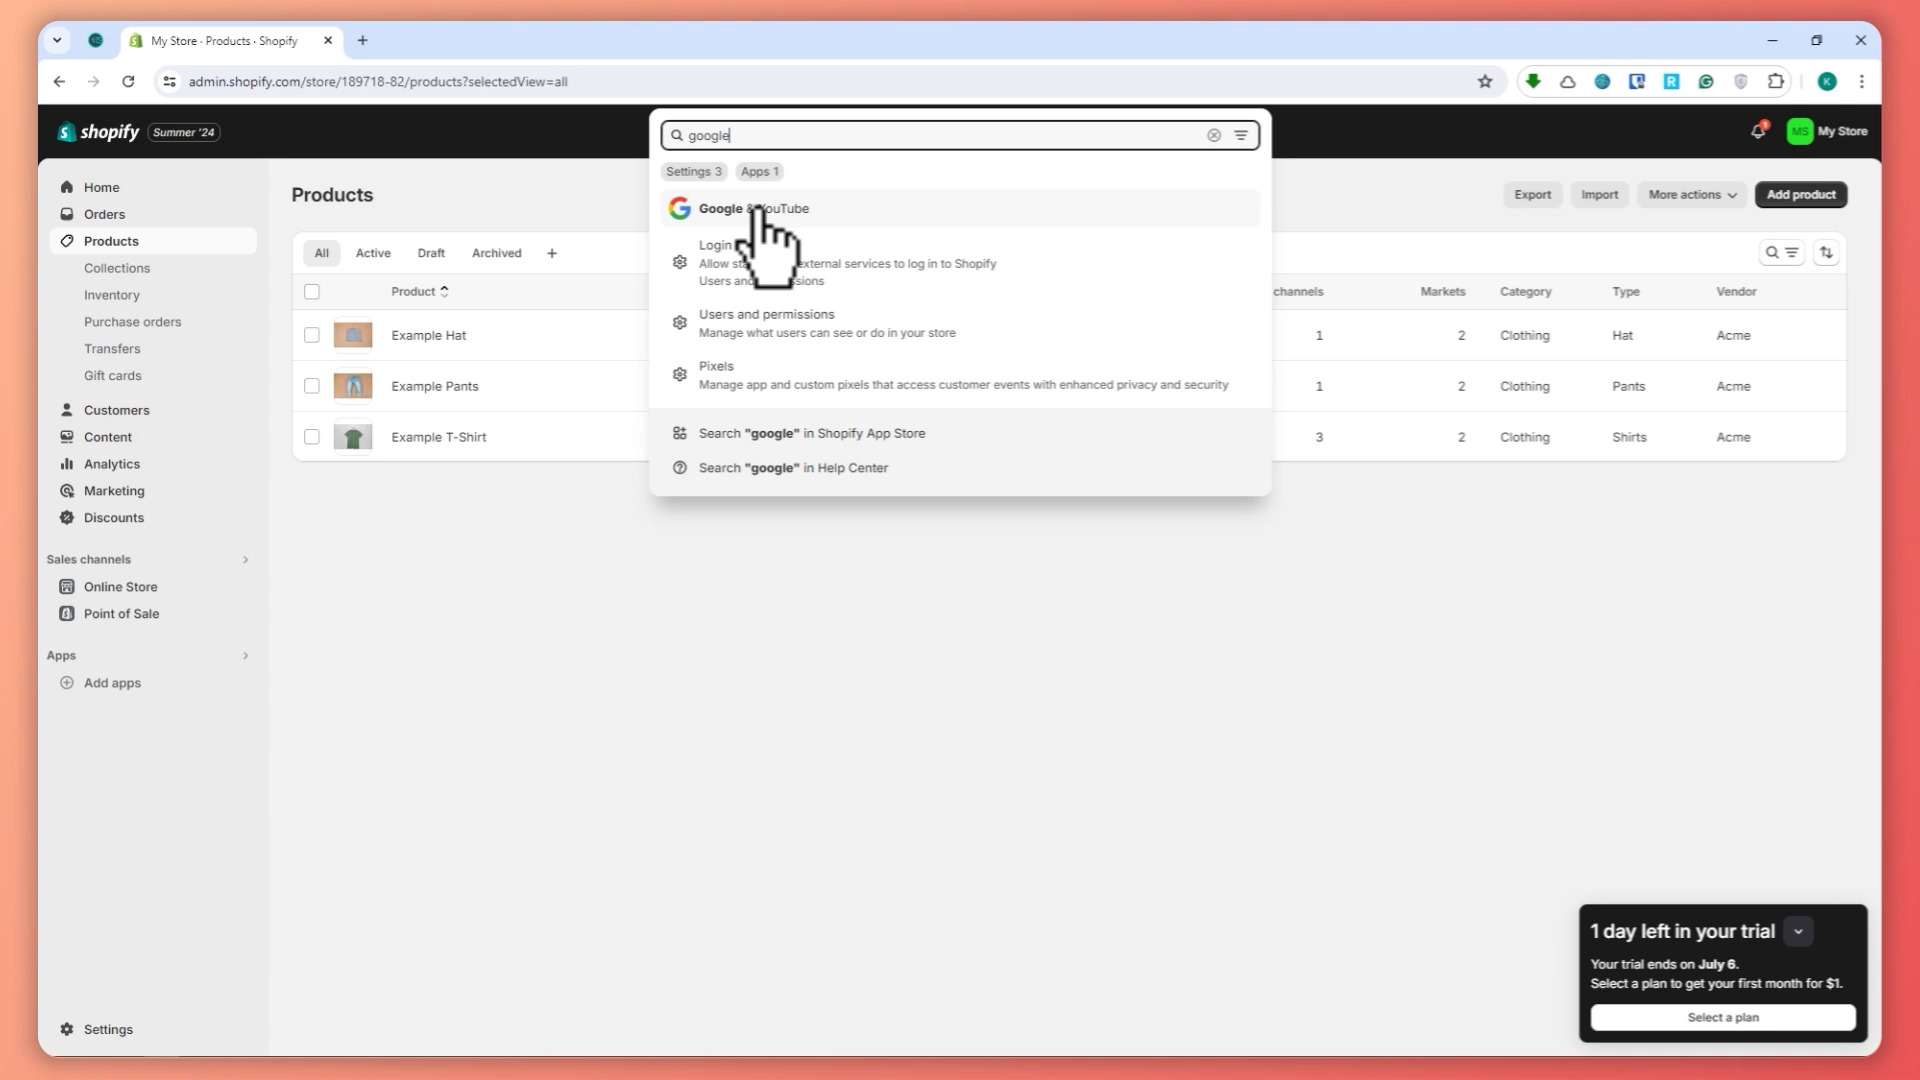 My Store · Products · Shopify
admin.shopify.com/store/189718-82/products?selectedView=all
K
shopify
Summer '24
google
MS
My Store
Settings 3
Apps 1
Home
Orders
Products
Collections
Inventory
Purchase orders
Transfers
Gift cards
Customers
Content
Analytics
Marketing
Discounts
Sales channels
Online Store
Point of Sale
Apps
Add apps
Settings
Products
Export
Import
More actions
Add product
All
Active
Draft
Archived
Product
channels
Markets
Category
Type
Vendor
Example Hat
1
2
Clothing
Hat
Acme
Example Pants
1
2
Clothing
Pants
Acme
Example T-Shirt
3
2
Clothing
Shirts
Acme
Google & YouTube
Login
Allow external services to log in to Shopify
Users and
Users and permissions
Manage what users can see or do in your store
Pixels
Manage app and custom pixels that access customer events with enhanced privacy and security
Search "google" in Shopify App Store
Search "google" in Help Center
1 day left in your trial
Your trial ends on July 6.
Select a plan to get your first month for $1.
Select a plan